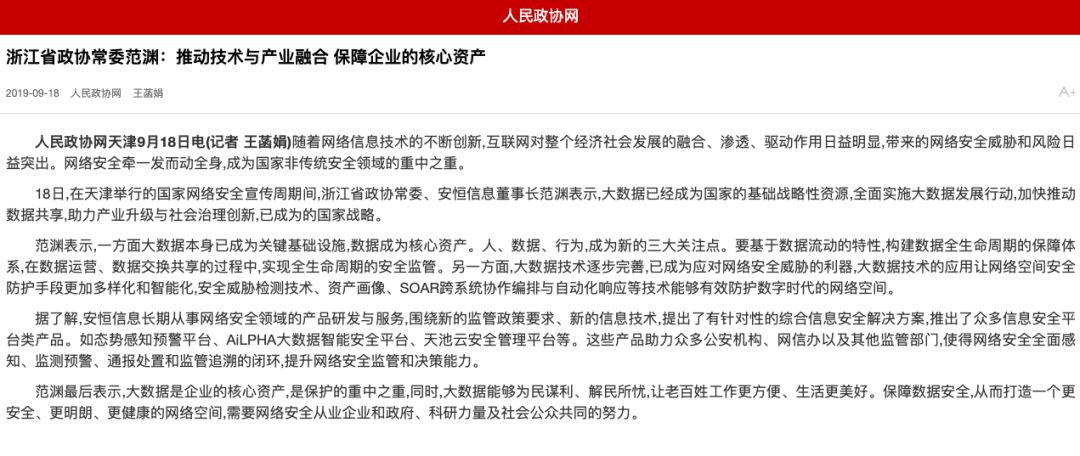 人民政协网
浙江省政协常委范渊：推动技术与产业融合 保障企业的核心资产
2019-09-18 人民政协网 王菡娟
A+
人民政协网天津9月18日电(记者 王菡娟)随着网络信息技术的不断创新,互联网对整个经济社会发展的融合、渗透、驱动作用日益明显,带来的网络安全威胁和风险日
益突出。网络安全牵一发而动全身,成为国家非传统安全领域的重中之重。
18日,在天津举行的国家网络安全宣传周期间,浙江省政协常委、安恒信息董事长范渊表示,大数据已经成为国家的基础战略性资源,全面实施大数据发展行动,加快推动
数据共享,助力产业升级与社会治理创新,已成为的国家战略。
范渊表示,一方面大数据本身已成为关键基础设施,数据成为核心资产。人、数据、行为,成为新的三大关注点。要基于数据流动的特性,构建数据全生命周期的保障体
系,在数据运营、数据交换共享的过程中,实现全生命周期的安全监管。另一方面,大数据技术逐步完善,已成为应对网络安全威胁的利器,大数据技术的应用让网络空间安全
防护手段更加多样化和智能化,安全威胁检测技术、资产画像、SOAR跨系统协作编排与自动化响应等技术能够有效防护数字时代的网络空间。
据了解,安恒信息长期从事网络安全领域的产品研发与服务,围绕新的监管政策要求、新的信息技术,提出了有针对性的综合信息安全解决方案,推出了众多信息安全平
台类产品。如态势感知预警平台、AiLPHA大数据智能安全平台、天池云安全管理平台等。这些产品助力众多公安机构、网信办以及其他监管部门,使得网络安全全面感
知、监测预警、通报处置和监管追溯的闭环,提升网络安全监管和决策能力。
范渊最后表示,大数据是企业的核心资产,是保护的重中之重,同时,大数据能够为民谋利、解民所忧,让老百姓工作更方便、生活更美好。保障数据安全,从而打造一个更
安全、更明朗、更健康的网络空间,需要网络安全从业企业和政府、科研力量及社会公众共同的努力。